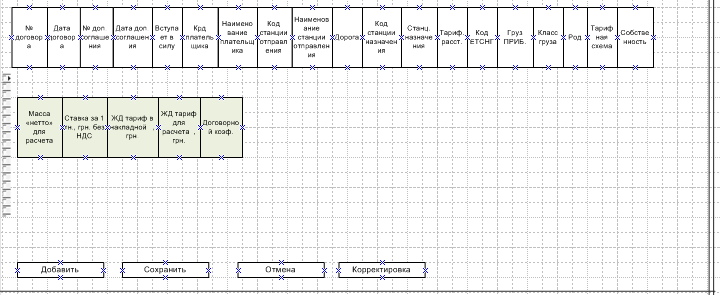 № договора
Дата договора
№ доп соглашения
Дата доп соглашения
Вступает в силу
Крд плательщика
Наименование плательщика
Код станции отправления
Наименование станции отправления
Дорога
Код станции назначения
Станц. назначения
Тариф. расст.
Код ЕТСНГ
Груз ПРИБ.
Класс груза
Род
Тарифная схема
Собственность
Масса «нетто» для расчета
Ставка за 1 тн., грн. без НДС
ЖД тариф в накладной , грн
ЖД тариф для расчета , грн.
Договорной коэф.
Добавить
Сохранить
Отмена
Корректировка